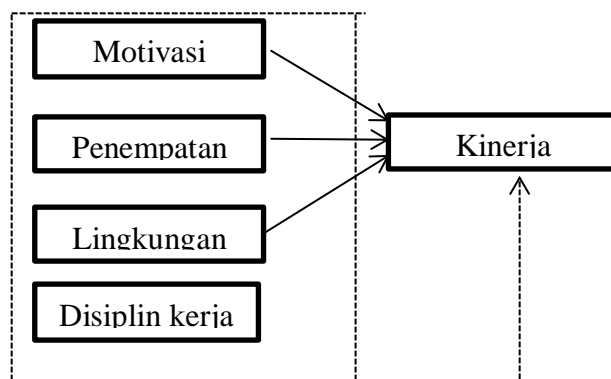 Motivasi
Penempatan
Kinerja
Lingkungan
Disiplin kerja